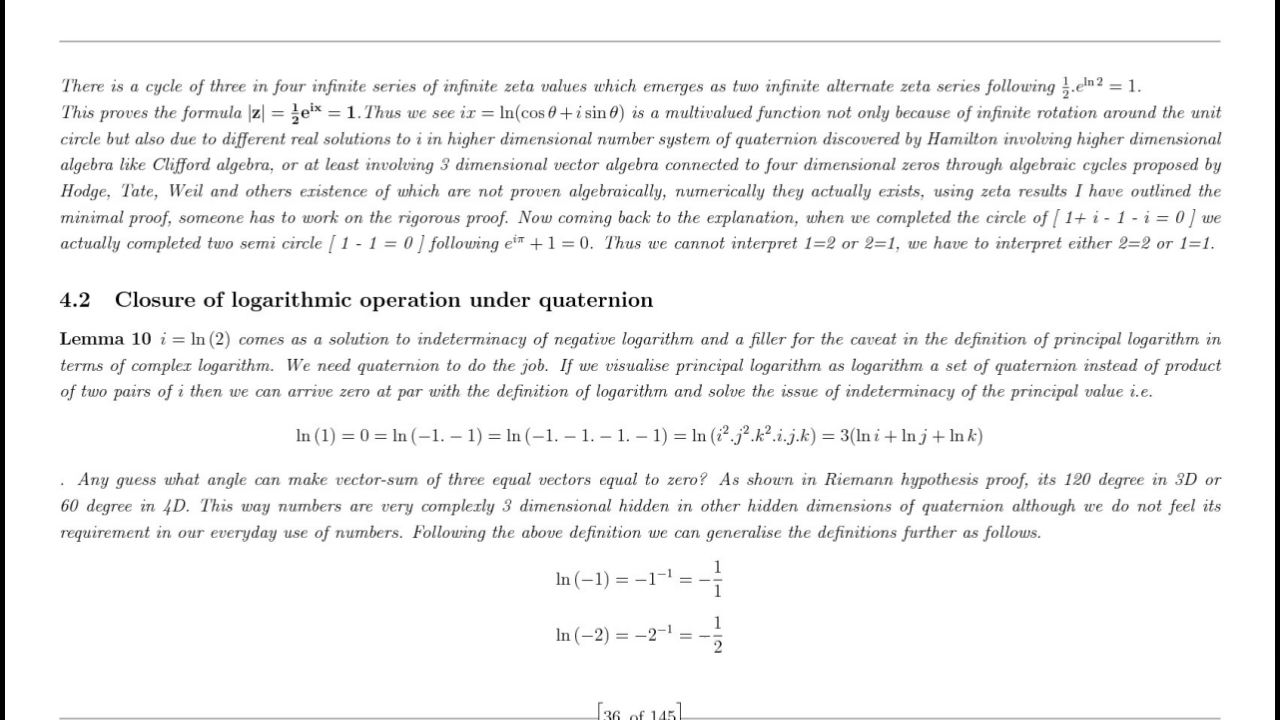 There is a cycle of three in four infinite series of infinite zeta values which emerges as two infinite alternate zeta series following \frac{1}{2}.e^{\ln 2} = 1.
This proves the formula |z| = \frac{1}{2}e^{ix} = 1. Thus we see ix = ln(cos θ + i sin θ) is a multivalued function not only because of infinite rotation around the unit
circle but also due to different real solutions to i in higher dimensional number system of quaternion discovered by Hamilton involving higher dimensional
algebra like Clifford algebra, or at least involving 3 dimensional vector algebra connected to four dimensional zeros through algebraic cycles proposed by
Hodge, Tate, Weil and others existence of which are not proven algebraically, numerically they actually exists, using zeta results I have outlined the
minimal proof, someone has to work on the rigorous proof. Now coming back to the explanation, when we completed the circle of [ 1+ i - 1 - i = 0 ] we
actually completed two semi circle [ 1 - 1 = 0 ] following e^{iπ} + 1 = 0. Thus we cannot interpret 1=2 or 2=1, we have to interpret either 2=2 or 1=1.
4.2 Closure of logarithmic operation under quaternion
Lemma 10 i = ln (2) comes as a solution to indeterminacy of negative logarithm and a filler for the caveat in the definition of principal logarithm in
terms of complex logarithm. We need quaternion to do the job. If we visualise principal logarithm as logarithm a set of quaternion instead of product
of two pairs of i then we can arrive zero at par with the definition of logarithm and solve the issue of indeterminacy of the principal value i.e.
ln (1) = 0 = ln (−1. − 1) = ln (−1. − 1. − 1. − 1) = ln (i².j².k².i.j.k) = 3(ln i + ln j + ln k)
. Any guess what angle can make vector-sum of three equal vectors equal to zero? As shown in Riemann hypothesis proof, its 120 degree in 3D or
60 degree in 4D. This way numbers are very complexly 3 dimensional hidden in other hidden dimensions of quaternion although we do not feel its
requirement in our everyday use of numbers. Following the above definition we can generalise the definitions further as follows.
ln (−1) = −1^{-1} = −\frac{1}{1}
ln (−2) = −2^{-1} = −\frac{1}{2}
[36 of 145]